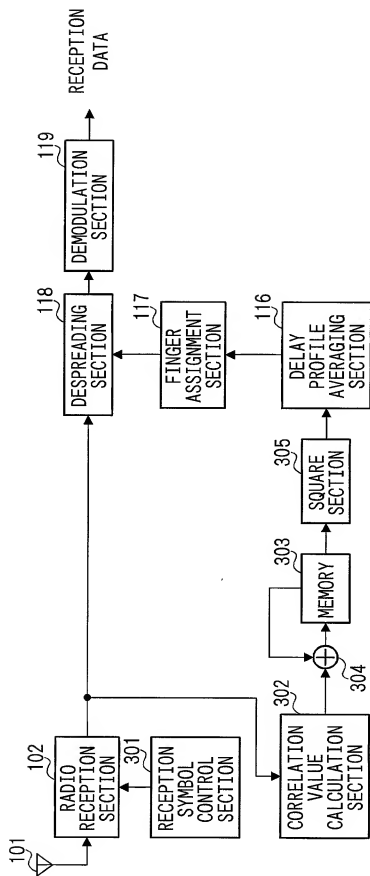 101
102
RADIO
RECEPTION
SECTION
301
RECEPTION
SYMBOL
CONTROL
SECTION
302
CORRELATION
VALUE
CALCULATION
SECTION
304
303
MEMORY
305
SQUARE
SECTION
116
DELAY
PROFILE
AVERAGING
SECTION
117
FINGER
ASSIGNMENT
SECTION
118
DESPREADING
SECTION
119
DEMODULATION
SECTION
RECEPTION
DATA